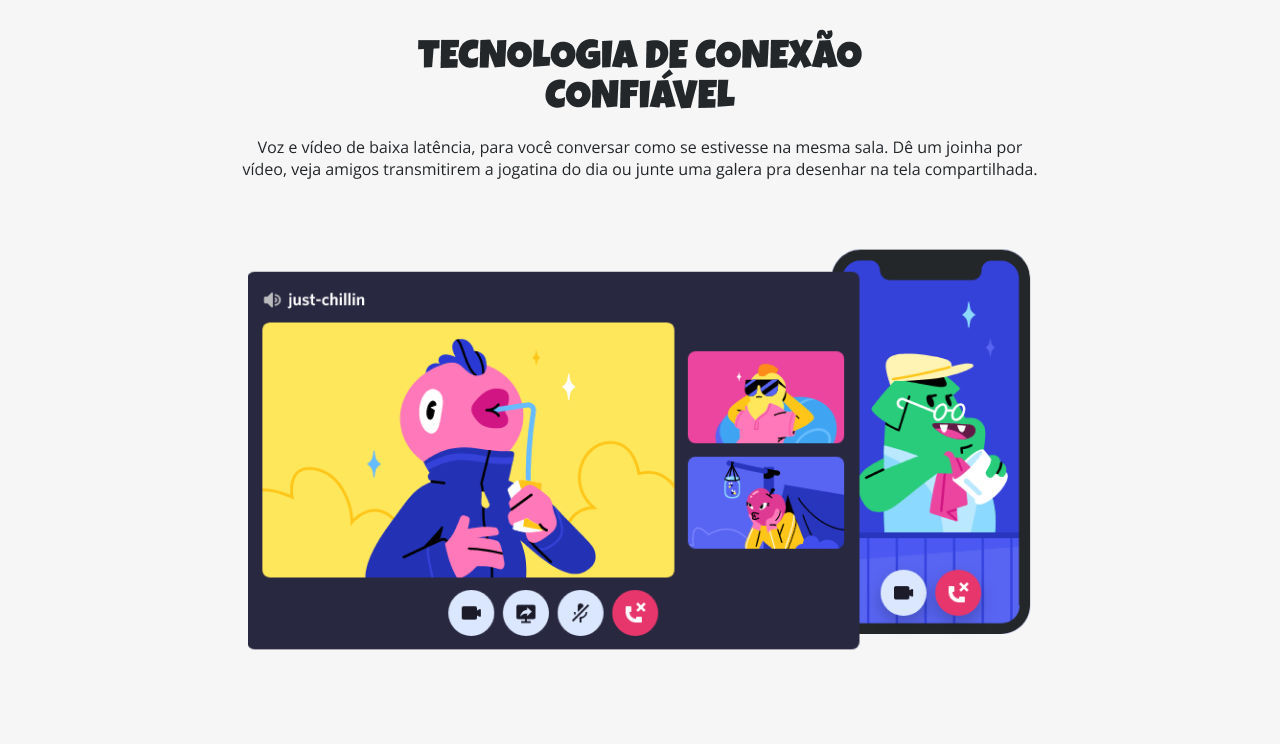 TECNOLOGIA DE CONEXÃO
CONFIÁVEL
Voz e vídeo de baixa latência, para você conversar como se estivesse na mesma sala. Dê um joinha por
vídeo, veja amigos transmitirem a jogatina do dia ou junte uma galera pra desenhar na tela compartilhada.
just-chillin